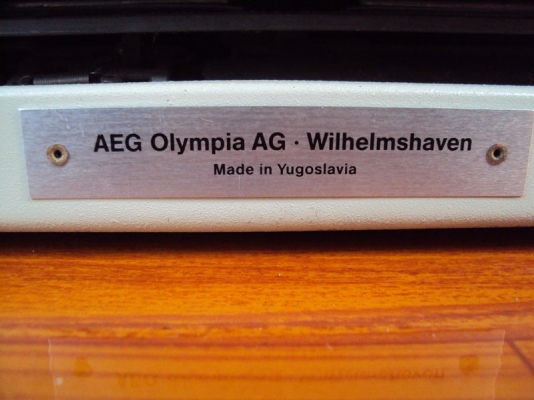 AEG Olympia AG · Wilhelmshaven
Made in Yugoslavia